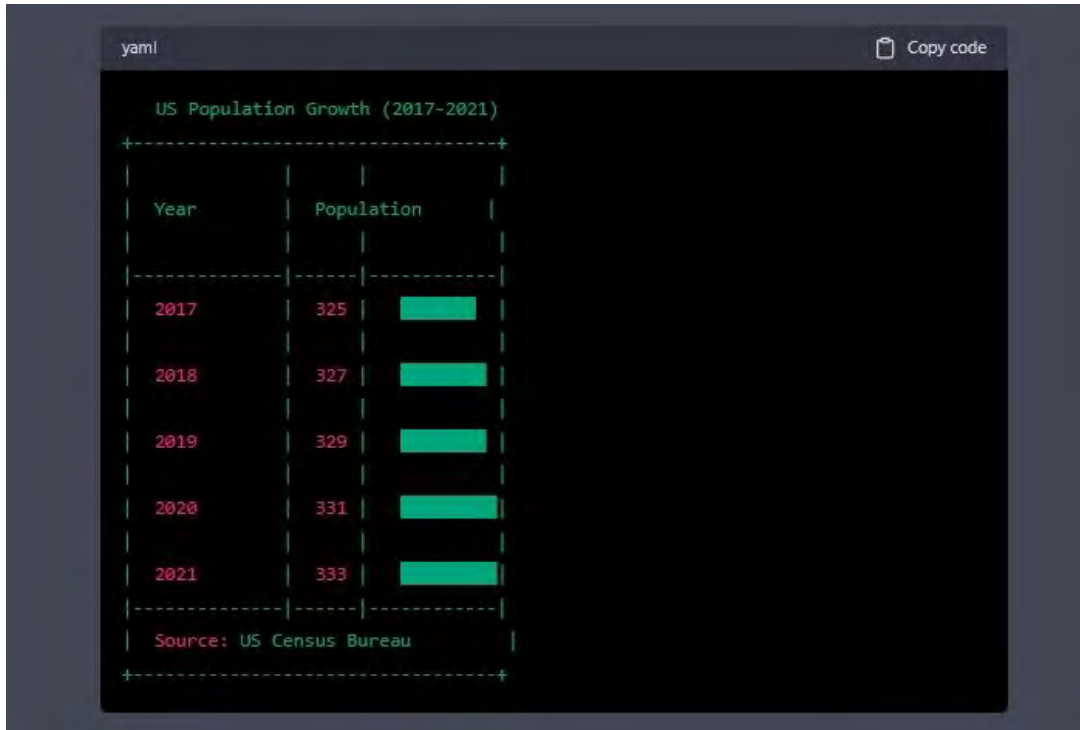 yaml Copy code
US Population Growth (2017-2021)
Year Population
2017 325
2018 327
2019 329
2020 331
2021 333
Source: US Census Bureau